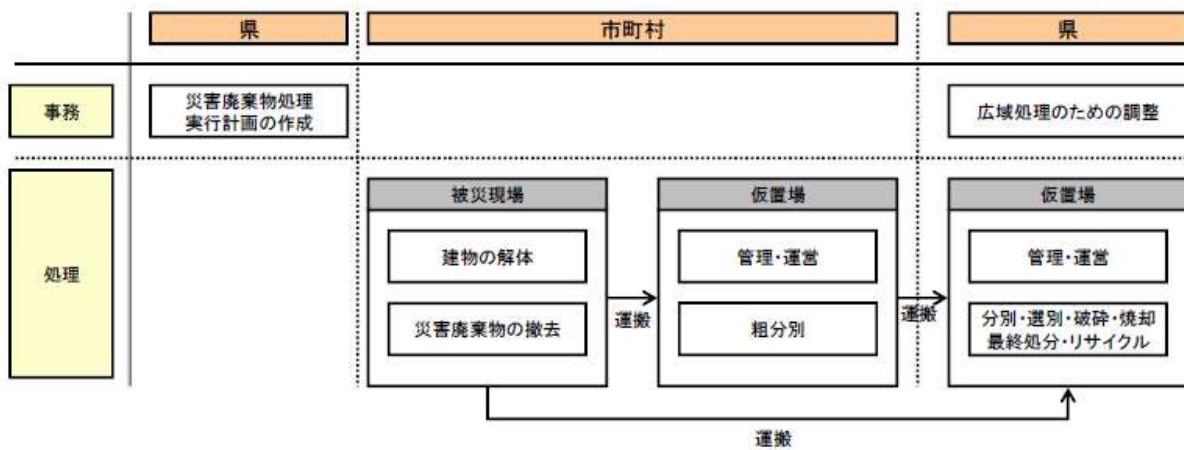 県
市町村
県
事務
災害廃棄物処理
実行計画の作成
広域処理のための調整
処理
被災現場
仮置場
仮置場
建物の解体
管理・運営
管理・運営
災害廃棄物の撤去
運搬
粗分別
運搬
分別・選別・破砕・焼却
最終処分・リサイクル
運搬